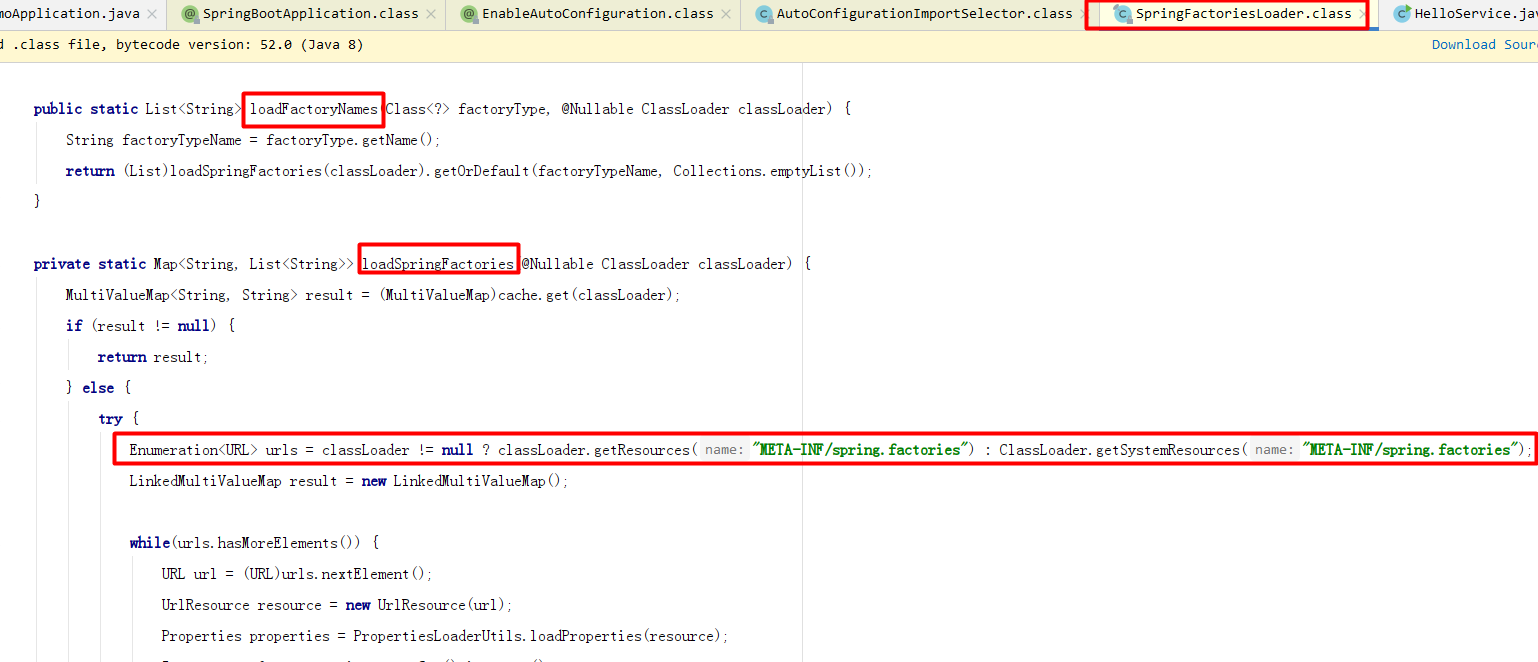 moApplication.java × SpringBootApplication.class × EnableAutoConfiguration.class × AutoConfigurationImportSelector.class × SpringFactoriesLoader.class × HelloService.jav
d .class file, bytecode version: 52.0 (Java 8) Download Sour
public static List<String> loadFactoryNames(Class<?> factoryType, @Nullable ClassLoader classLoader) {
String factoryTypeName = factoryType.getName();
return (List)loadSpringFactories(classLoader).getOrDefault(factoryTypeName, Collections.emptyList());
}
private static Map<String, List<String>> loadSpringFactories(@Nullable ClassLoader classLoader) {
MultiValueMap<String, String> result = (MultiValueMap)cache.get(classLoader);
if (result != null) {
return result;
} else {
try {
Enumeration<URL> urls = classLoader != null ? classLoader.getResources( name: "META-INF/spring.factories") : ClassLoader.getSystemResources( name: "META-INF/spring.factories");
LinkedMultiValueMap result = new LinkedMultiValueMap();
while(urls.hasMoreElements()) {
URL url = (URL)urls.nextElement();
UrlResource resource = new UrlResource(url);
Properties properties = PropertiesLoaderUtils.loadProperties(resource);